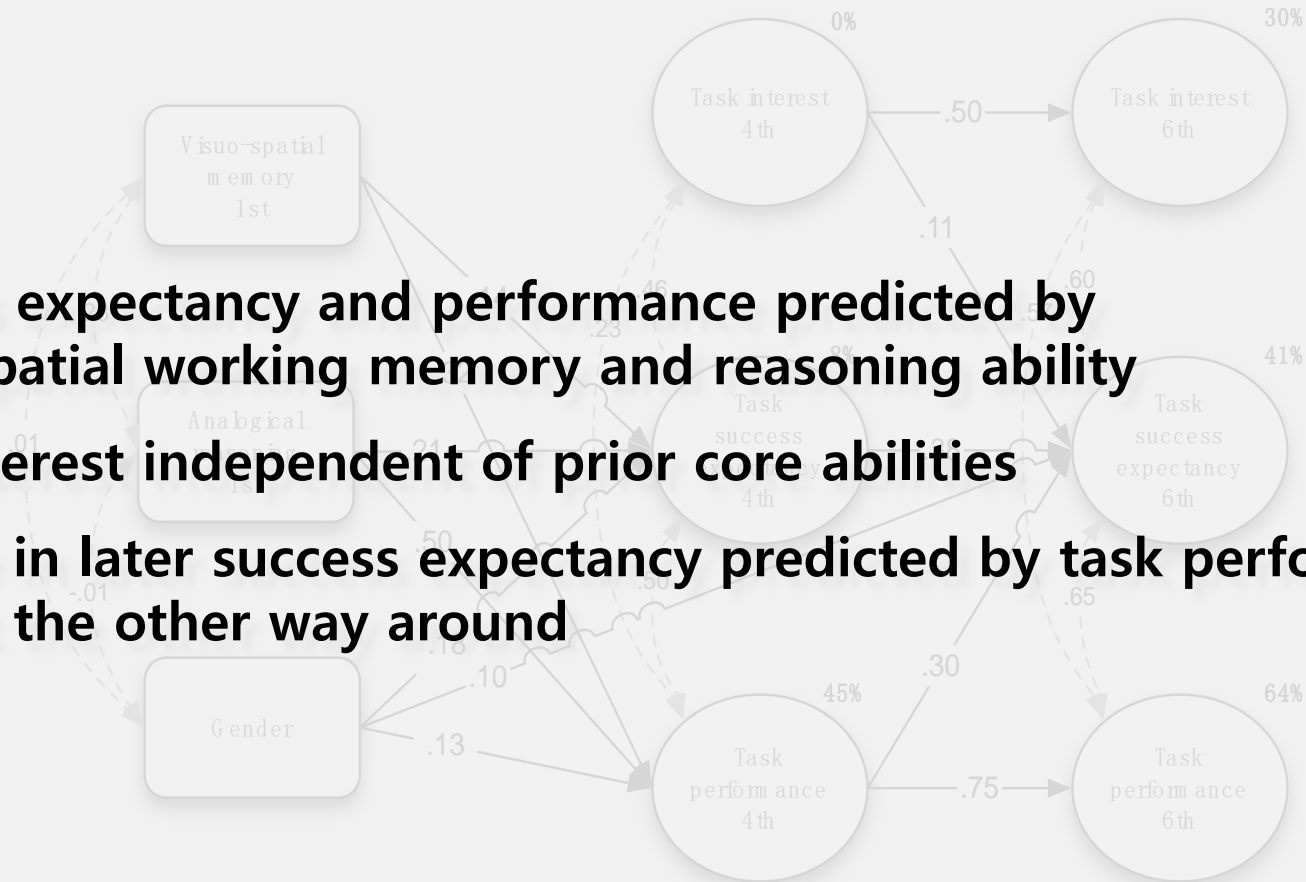 0%
30%
Task interest
4th
.50
Task interest
6th
Visuo-spatial
memory
1st
.11
.60
.46
.23
expectancy and performance predicted by
patial working memory and reasoning ability
8%
41%
Analogical
1st
Task
success
4th
Task
success
expectancy
6th
.01
.21
erest independent of prior core abilities
.50
in later success expectancy predicted by task perfo
the other way around
-.01
.50
.65
.18
.10
.30
Gender
.13
45%
64%
Task
performance
4th
.75
Task
performance
6th